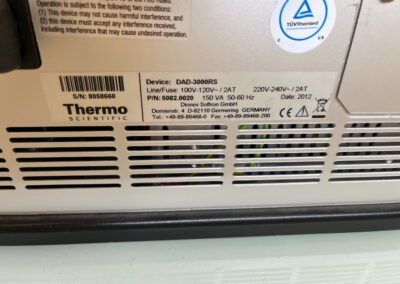 Operation is subject to the following two conditions:
(1) This device may not cause harmful interference, and
(2) this device must accept any interference received,
including interference that may cause undesired operation.
TÜVRheinland
C US
S/N: 8058660
Thermo
SCIENTIFIC
Device: DAD-3000RS
Line/Fuse: 100V-120V~ / 2AT 220V-240V~ / 2AT
P/N: 5082.0020 150 VA 50-60 Hz Date: 2012
Dionex Softron GmbH
Dornierstr. 4 D-82110 Germering GERMANY
Tel.: +49-89-89468-0 Fax: +49-89-89468-200
CE